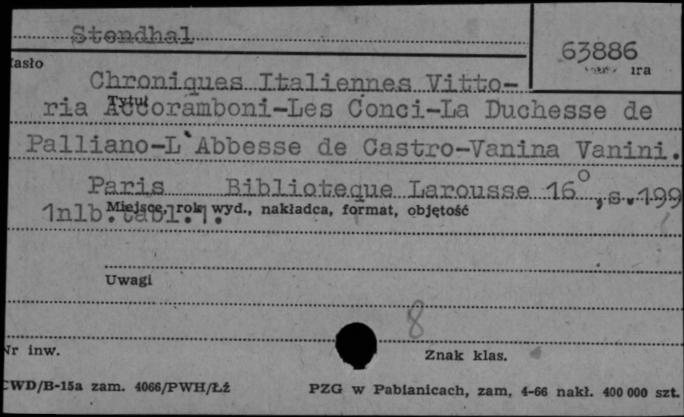 Stendhal
63886
asło
Chroniques Italiennes Vitto-
Tytuł
ria Accoramboni-Les Conci-La Duchesse de
Palliano-L`Abbesse de Castro-Vanina Vanini.
Paris Biblioteque Larousse 16°,s.199
1nlb.tabl.1.
Miejsce, rok wyd., nakładca, format, objętość
Uwagi
8
Nr inw.
Znak klas.
CWD/B-15a zam. 4066/PWH/Łż
PZG w Pabianicach, zam. 4-66 nakł. 400 000 szt.